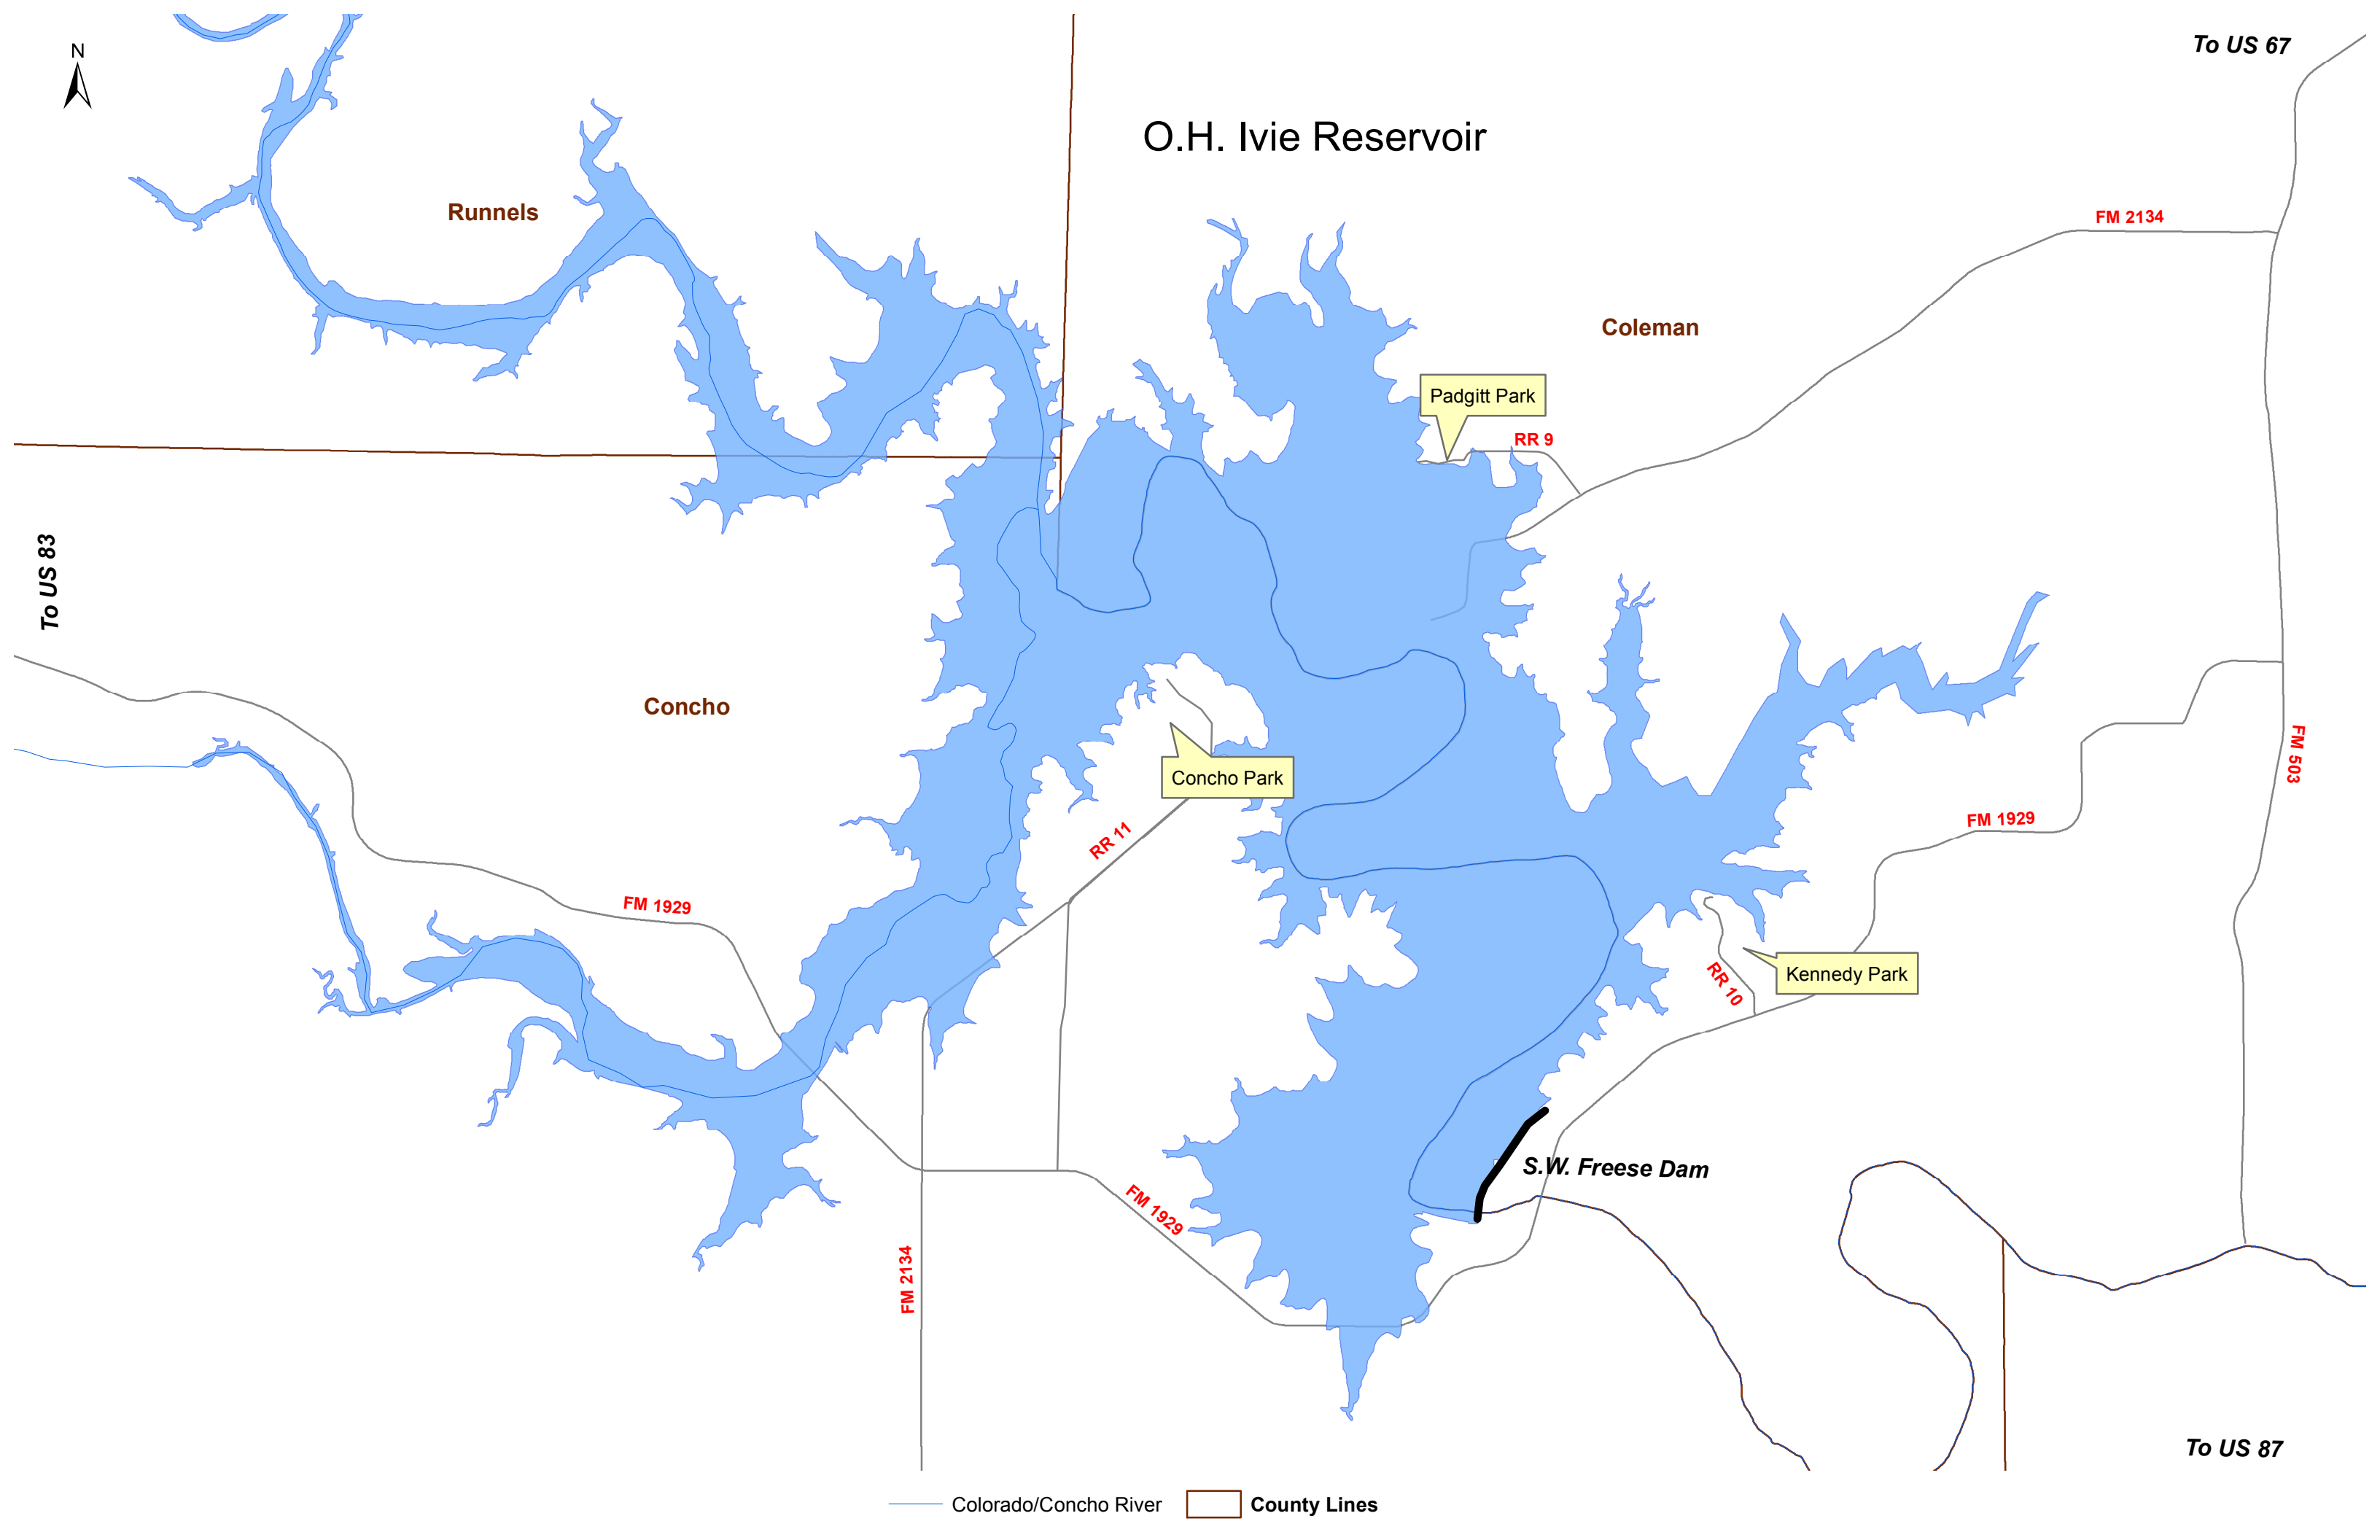 To US 67
N
O.H. Ivie Reservoir
Runnels
FM 2134
Coleman
Padgitt Park
RR 9
To US 83
Concho
FM 503
Concho Park
FM 1929
RR 11
FM 1929
Kennedy Park
RR 10
S.W. Freese Dam
FM 1929
FM 2134
To US 87
Colorado/Concho River
County Lines